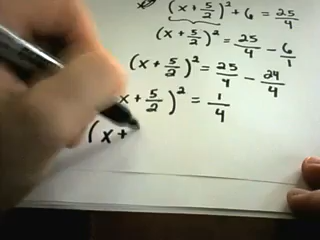 (x + 5/2)² + 6 = 25/4
(x + 5/2)² = 25/4 - 6/1
(x + 5/2)² = 25/4 - 24/4
x + 5/2)² = 1/4
(x +